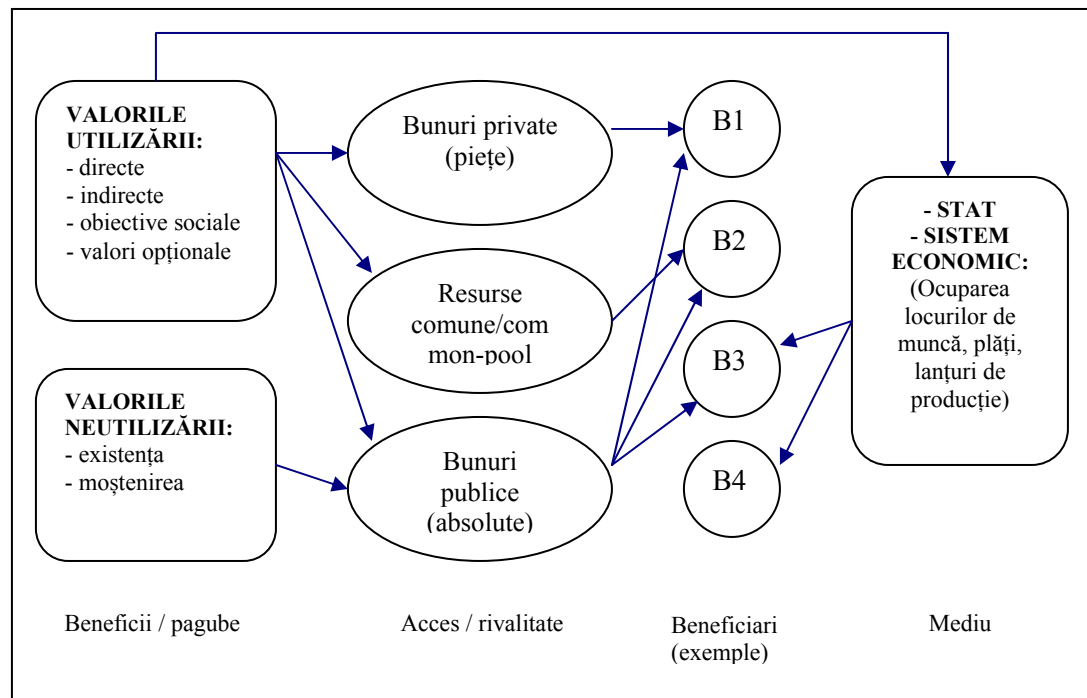 VALORILE
UTILIZĂRII:
- directe
- indirecte
- obiective sociale
- valori opționale
VALORILE
NEUTILIZĂRII:
- existența
- moștenirea
Beneficii / pagube
Bunuri private
(piețe)
Resurse
comune/com
mon-pool
Bunuri
publice
(absolute)
Acces / rivalitate
B1
B2
B3
B4
Beneficiari
(exemple)
- STAT
- SISTEM
ECONOMIC:
(Ocuparea
locurilor de
muncă, plăți,
lanțuri de
producție)
Mediu